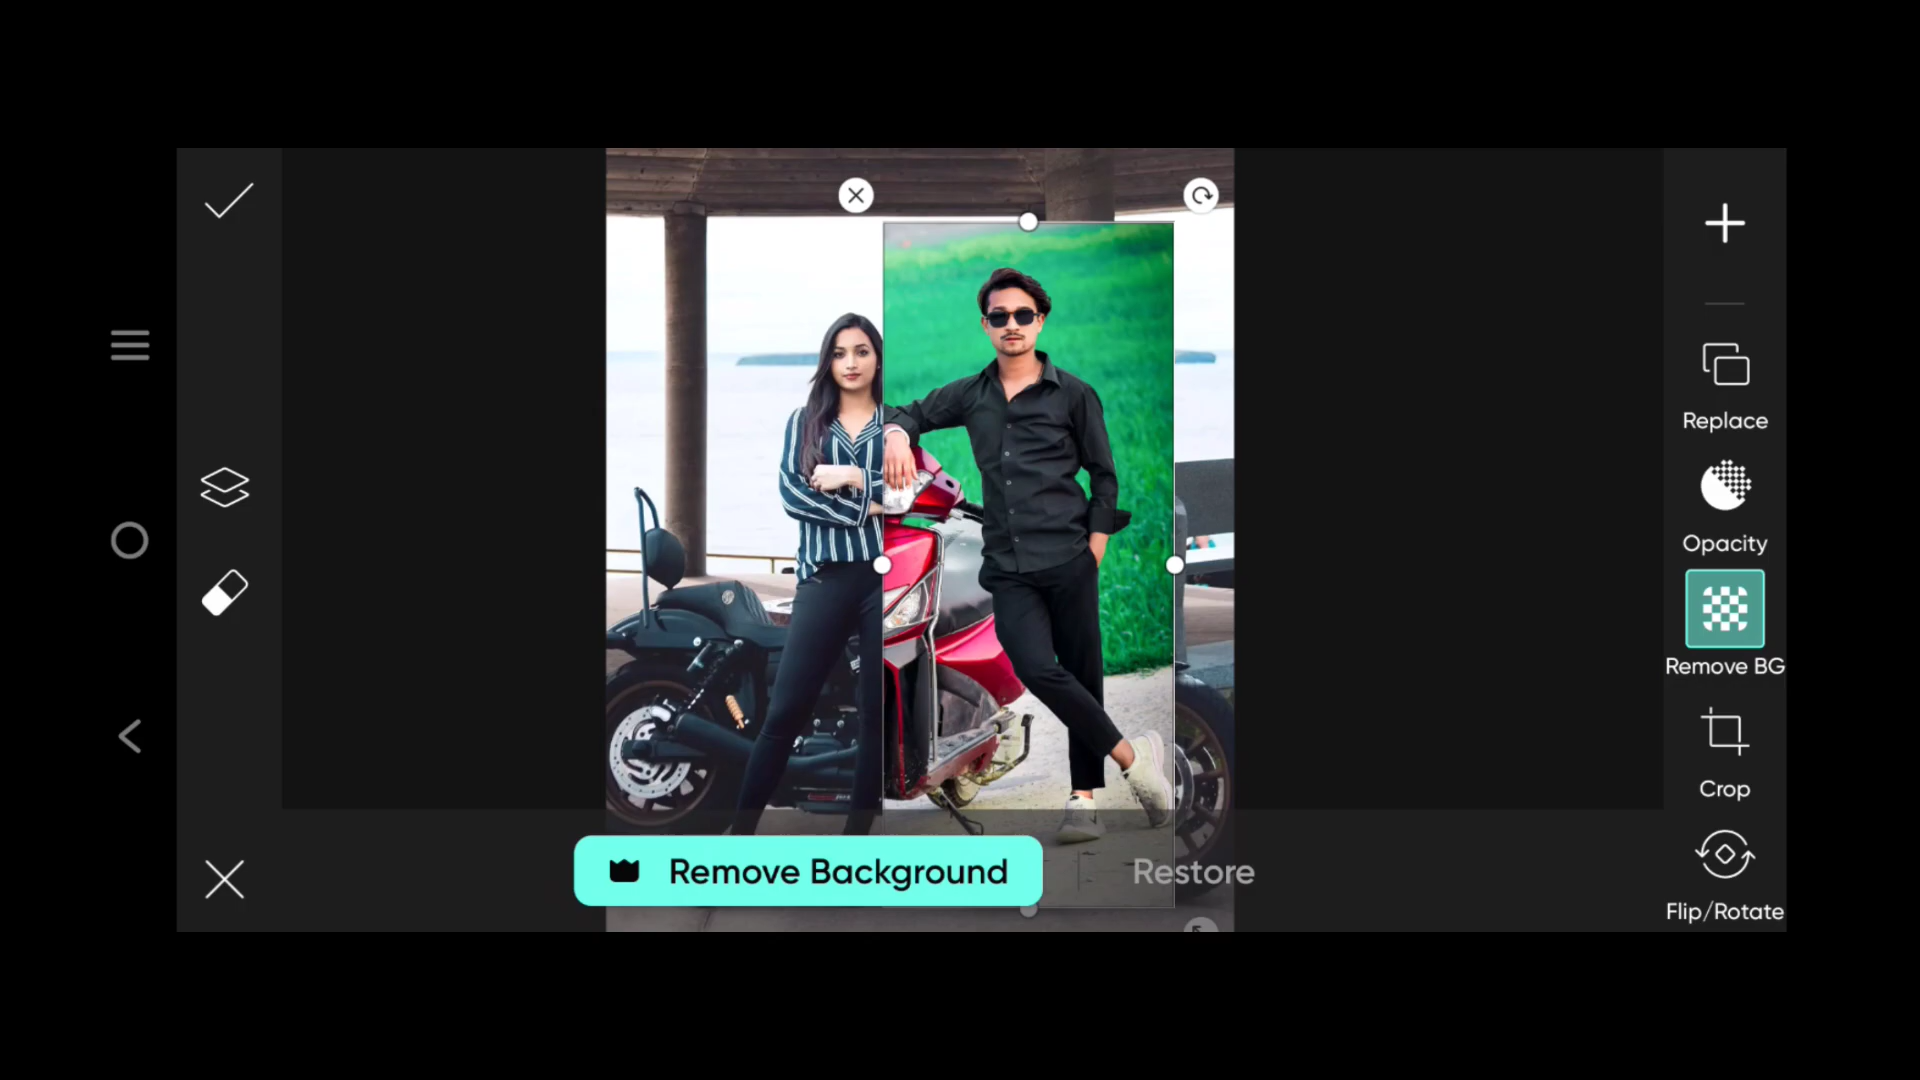 Replace
Opacity
Remove BG
Crop
Flip/Rotate
Remove Background
Restore